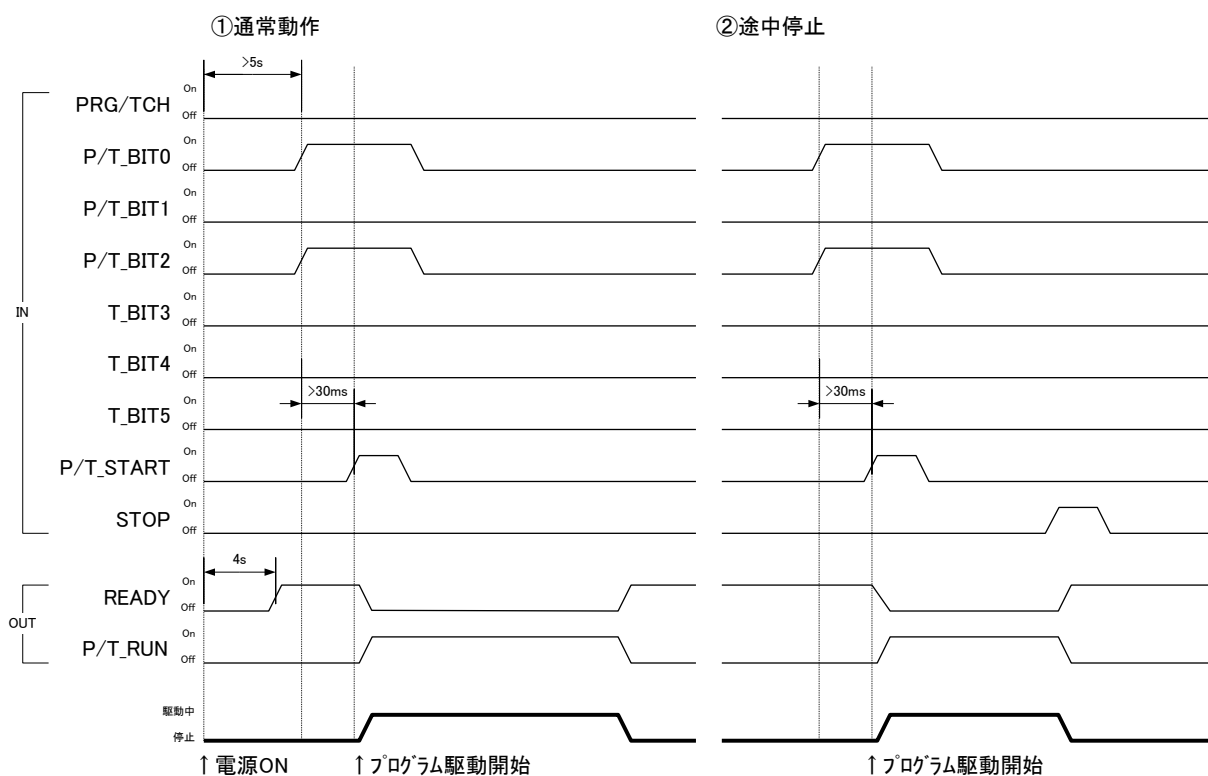 ①通常動作
②途中停止
>5s
IN
PRG/TCH On Off
P/T_BIT0 On Off
P/T_BIT1 On Off
P/T_BIT2 On Off
T_BIT3 On Off
T_BIT4 On Off
>30ms
>30ms
T_BIT5 On Off
P/T_START On Off
STOP On Off
4s
OUT
READY On Off
P/T_RUN On Off
駆動中
停止
↑電源ON
↑プログラム駆動開始
↑プログラム駆動開始